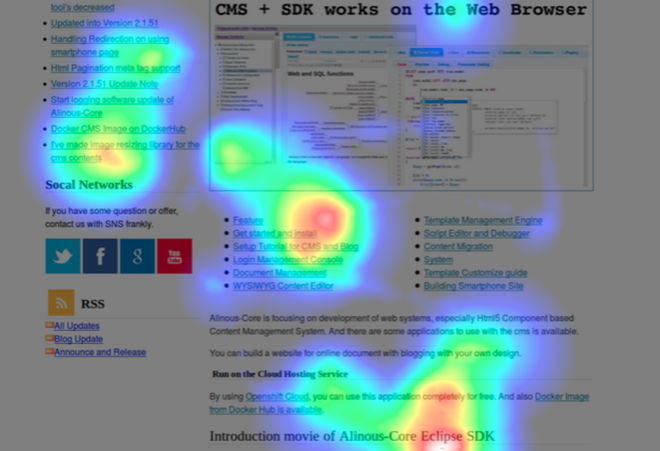 tool's decreased
Updated into Version 2.1.51
Handling Redirection on using
smartphone page
Html Pagination meta tag support
Version 2.1.51 Update Note
Start logging software update of
Alinous-Core
Docker CMS Image on DockerHub
I've made image resizing library for the
cms contents
Socal Networks
If you have some question or offer,
contact us with SNS frankly.
You
Tube
RSS
All Updates
Blog Update
Announce and Release
CMS + SDK works on the Web Browser
Web and SQL functions
Feature
Get started and install
Setup Tutorial for CMS and Blog
Login Management Console
Document Management
WYSIWYG Content Editor
Template Management Engine
Script Editor and Debugger
Content Migration
System
Template Customize guide
Building Smartphone Site
Alinous-Core is focusing on development of web systems, especially Html5 Component based
Content Management System. And there are some applications to use with the cms is available.
You can build a website for online document with blogging with your own design.
Run on the Cloud Hosting Service
By using Openshift Cloud, you can use this application completely for free. And also Docker Image
from Docker Hub is available.
Introduction movie of Alinous-Core Eclipse SDK